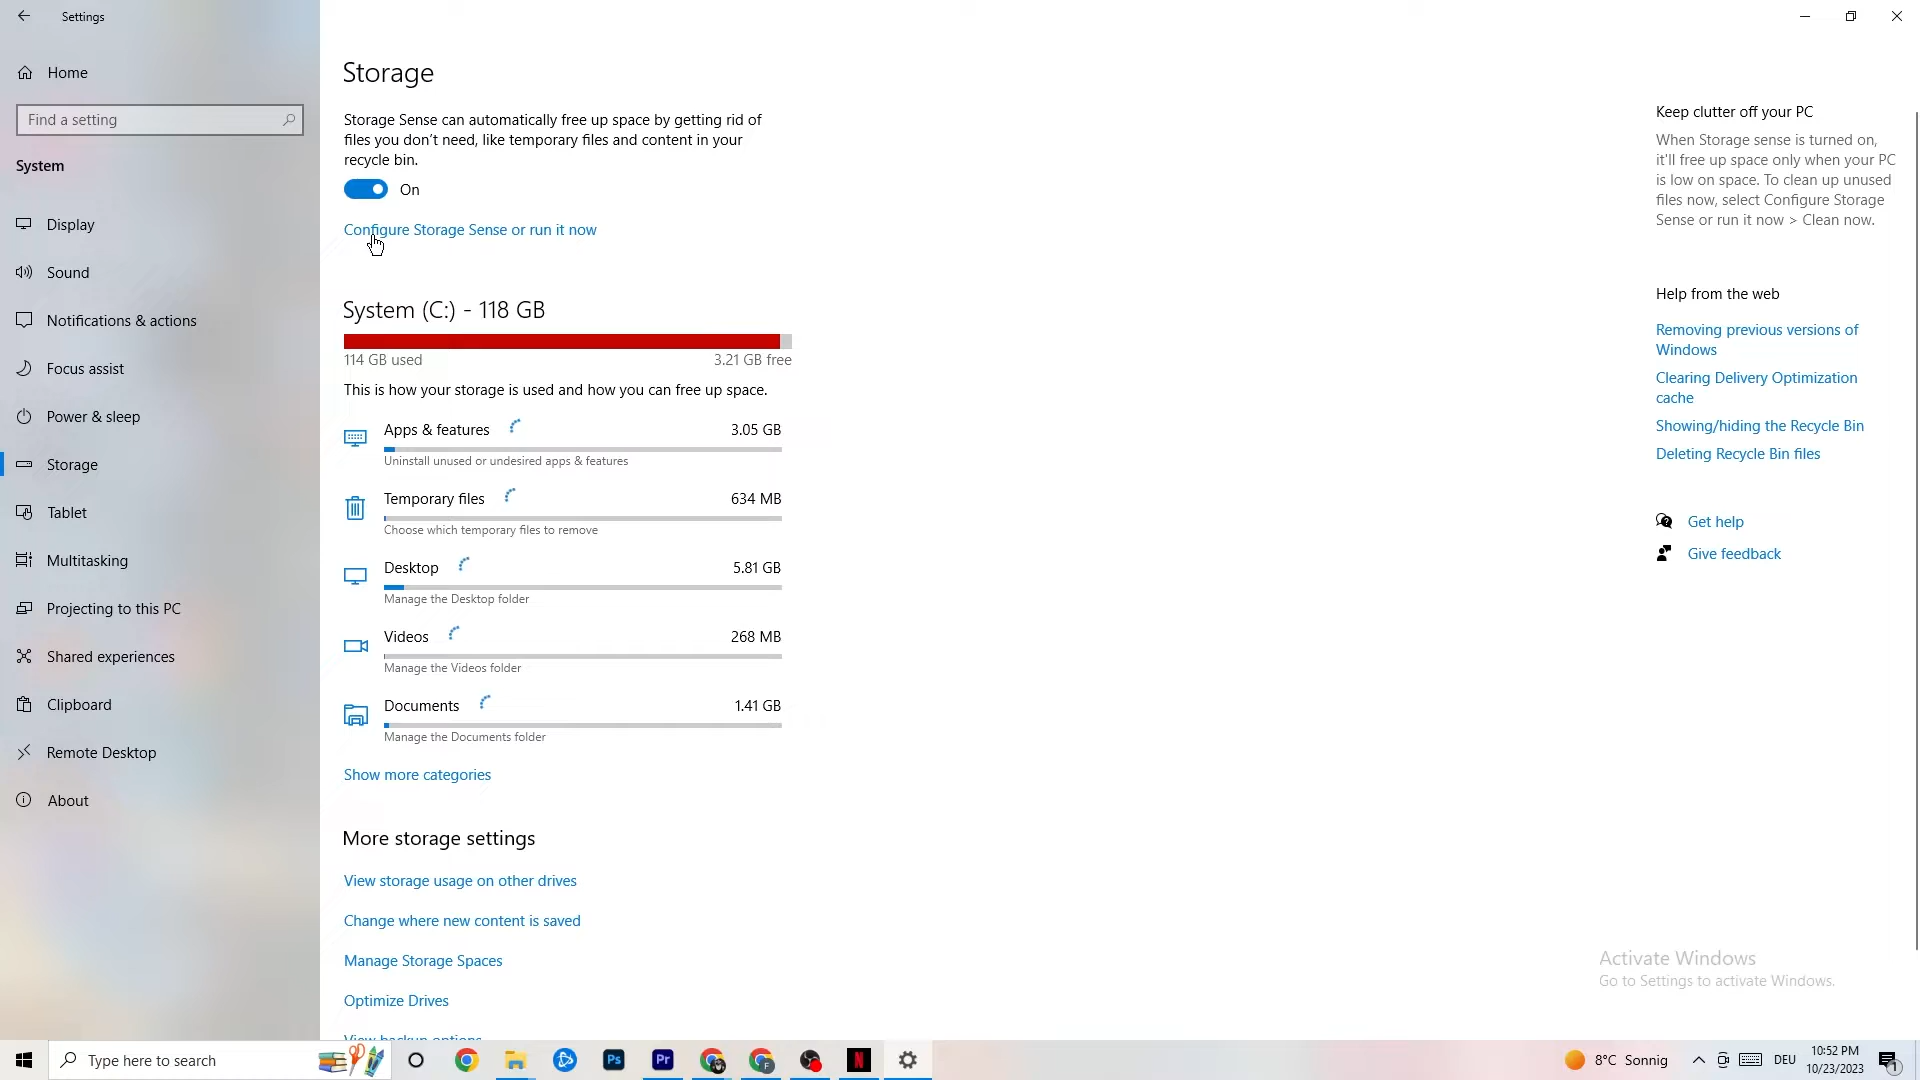 Settings
Home
Find a setting
System
Display
Sound
Notifications & actions
Focus assist
Power & sleep
Storage
Tablet
Multitasking
Projecting to this PC
Shared experiences
Clipboard
Remote Desktop
About
Storage
Storage Sense can automatically free up space by getting rid of
files you don't need, like temporary files and content in your
recycle bin.
On
Configure Storage Sense or run it now
System (C:) - 118 GB
114 GB used
3.21 GB free
This is how your storage is used and how you can free up space.
Apps & features
3.05 GB
Uninstall unused or undesired apps & features
Temporary files
634 MB
Choose which temporary files to remove
Desktop
5.81 GB
Manage the Desktop folder
Videos
268 MB
Manage the Videos folder
Documents
1.41 GB
Manage the Documents folder
Show more categories
More storage settings
View storage usage on other drives
Change where new content is saved
Manage Storage Spaces
Optimize Drives
View backup options
Keep clutter off your PC
When Storage sense is turned on,
it'll free up space only when your PC
is low on space. To clean up unused
files now, select Configure Storage
Sense or run it now > Clean now.
Help from the web
Removing previous versions of
Windows
Clearing Delivery Optimization
cache
Showing/hiding the Recycle Bin
Deleting Recycle Bin files
Get help
Give feedback
Activate Windows
Go to Settings to activate Windows.
Type here to search
Ps
Pr
F
N
8°C Sonnig
DEU
10:52 PM
10/23/2023
1